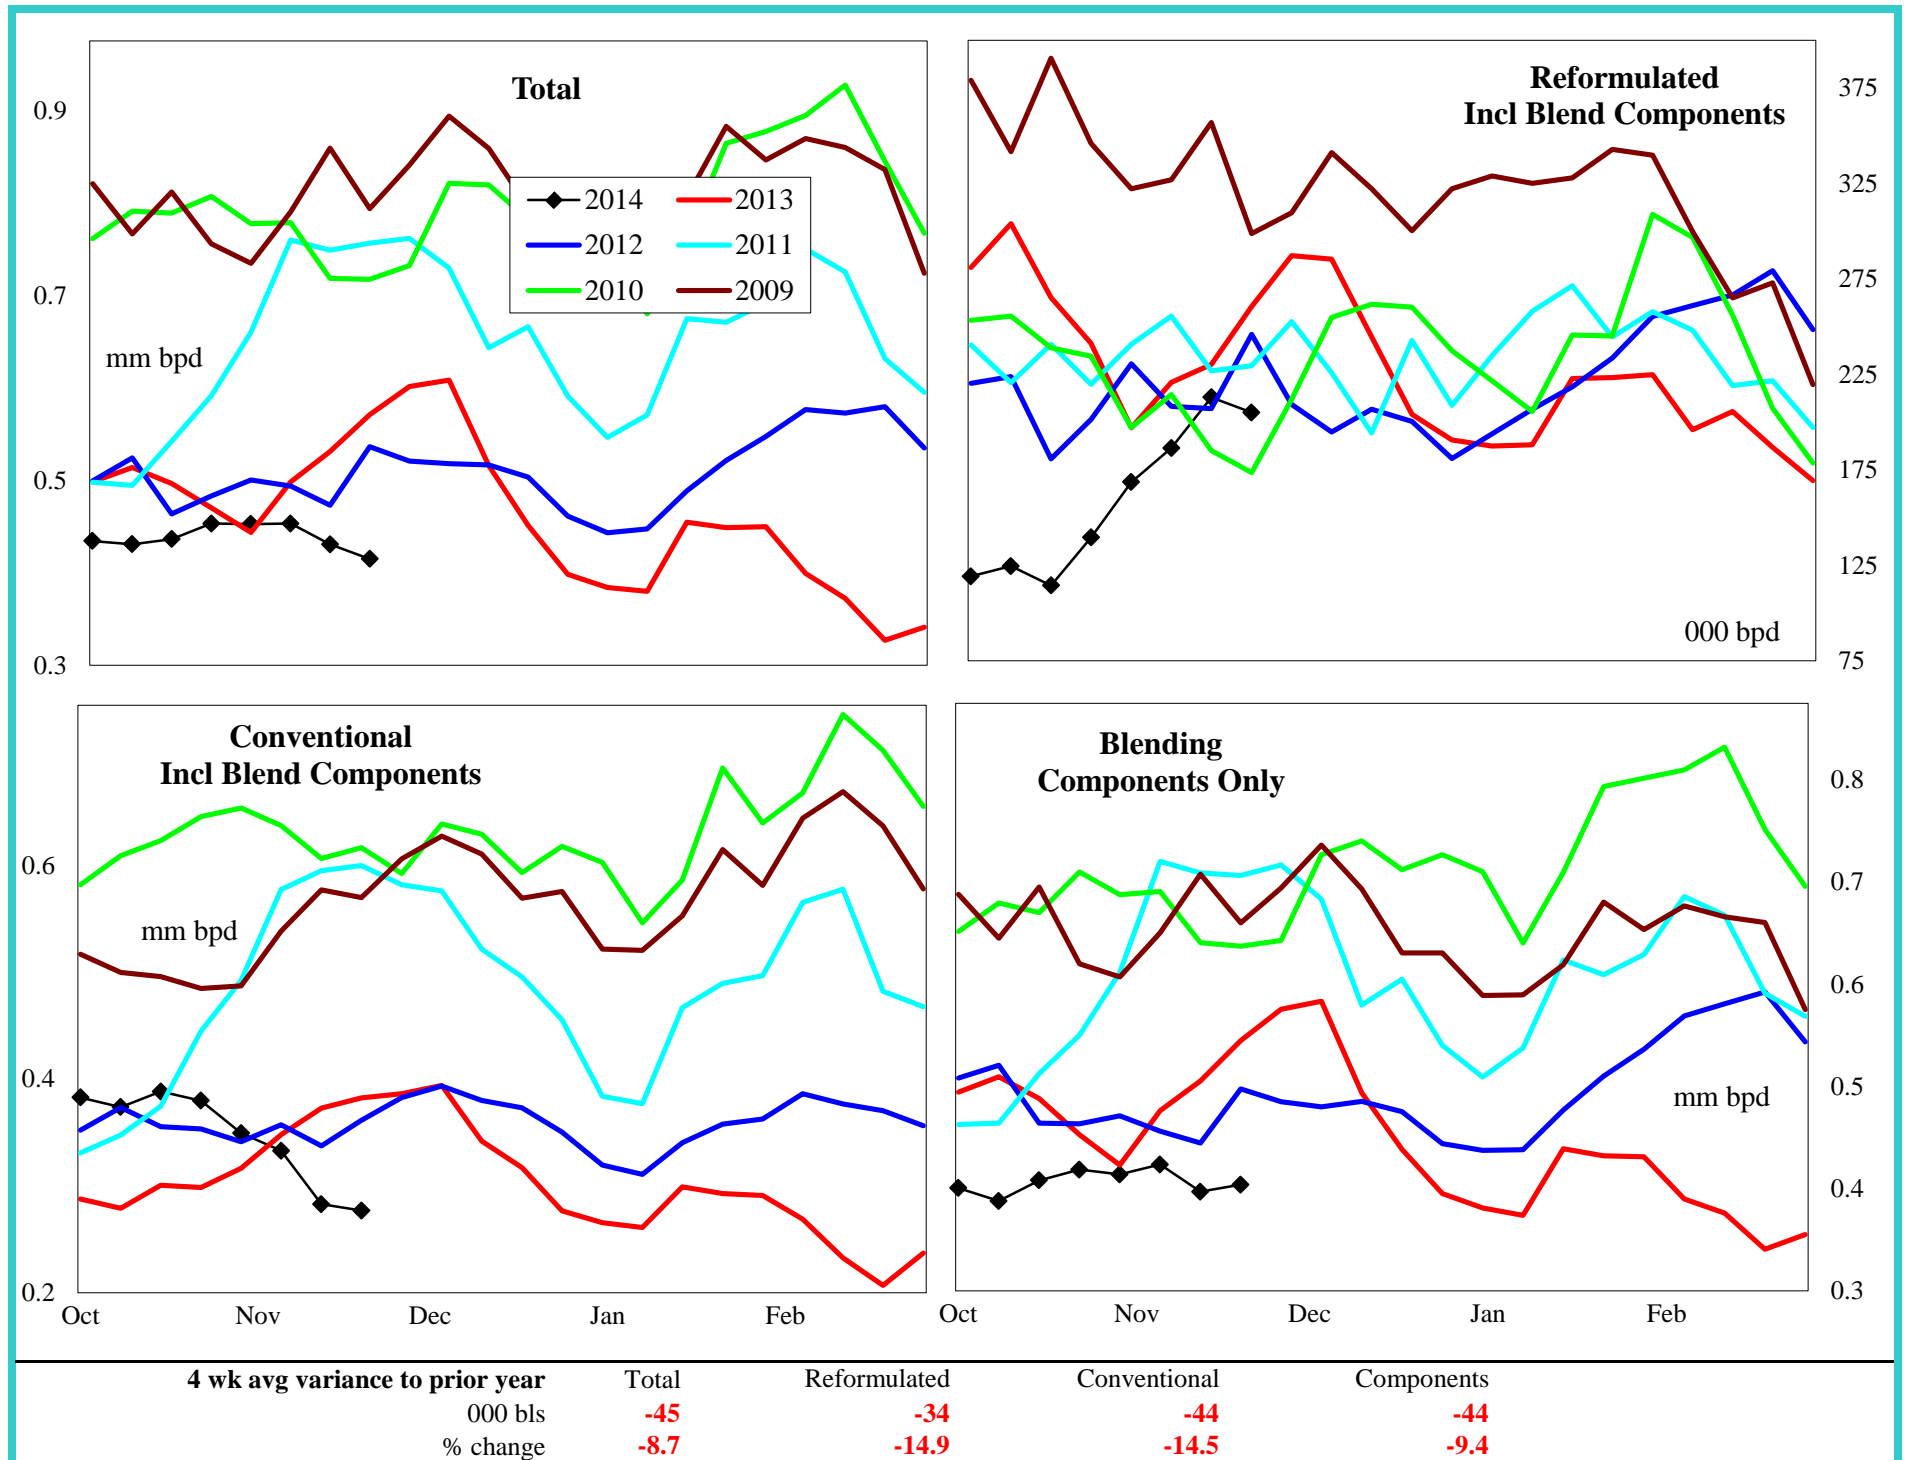 Total
0.9
0.7
0.5
0.3
mm bpd
2014 2013
2012 2011
2010 2009
Reformulated
Incl Blend Components
375
325
275
225
175
125
75
000 bpd
Conventional
Incl Blend Components
mm bpd
0.6
0.4
0.2
Oct Nov Dec Jan Feb
Blending
Components Only
0.8
0.7
0.6
0.5
0.4
0.3
mm bpd
Oct Nov Dec Jan Feb
4 wk avg variance to prior year Total Reformulated Conventional Components
000 bls -45 -34 -44 -44
% change -8.7 -14.9 -14.5 -9.4